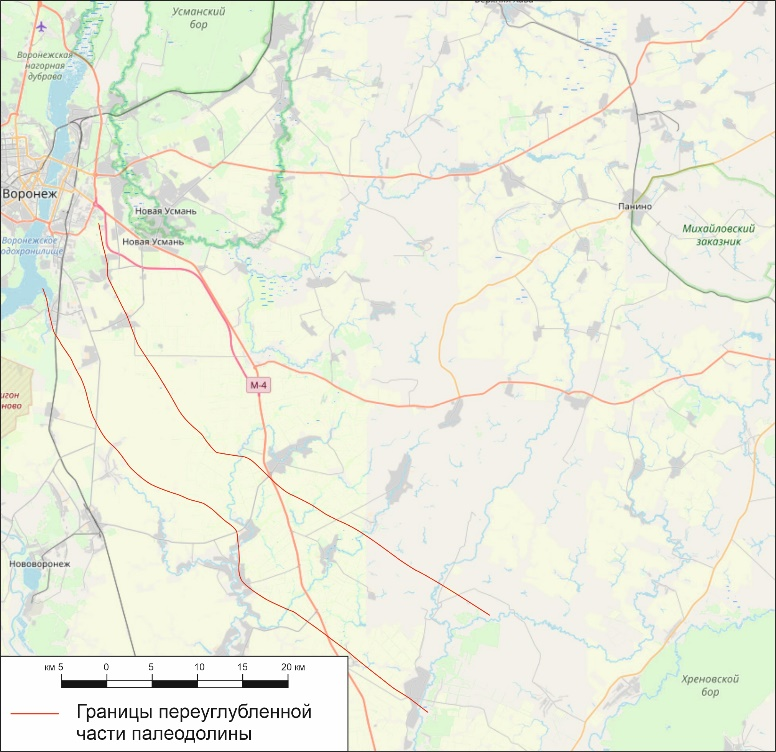 Усманский
бор
Воронежская
нагорная
дубрава
Воронеж
Новая Усмань
Новая Усмань
Воронежское
водохранилище
Панино
Михайловский
заказник
М-4
Нововоронеж
Хреновской
бор
км 5 0 5 10 15 20 км
Границы переуглубленной
части палеодолины